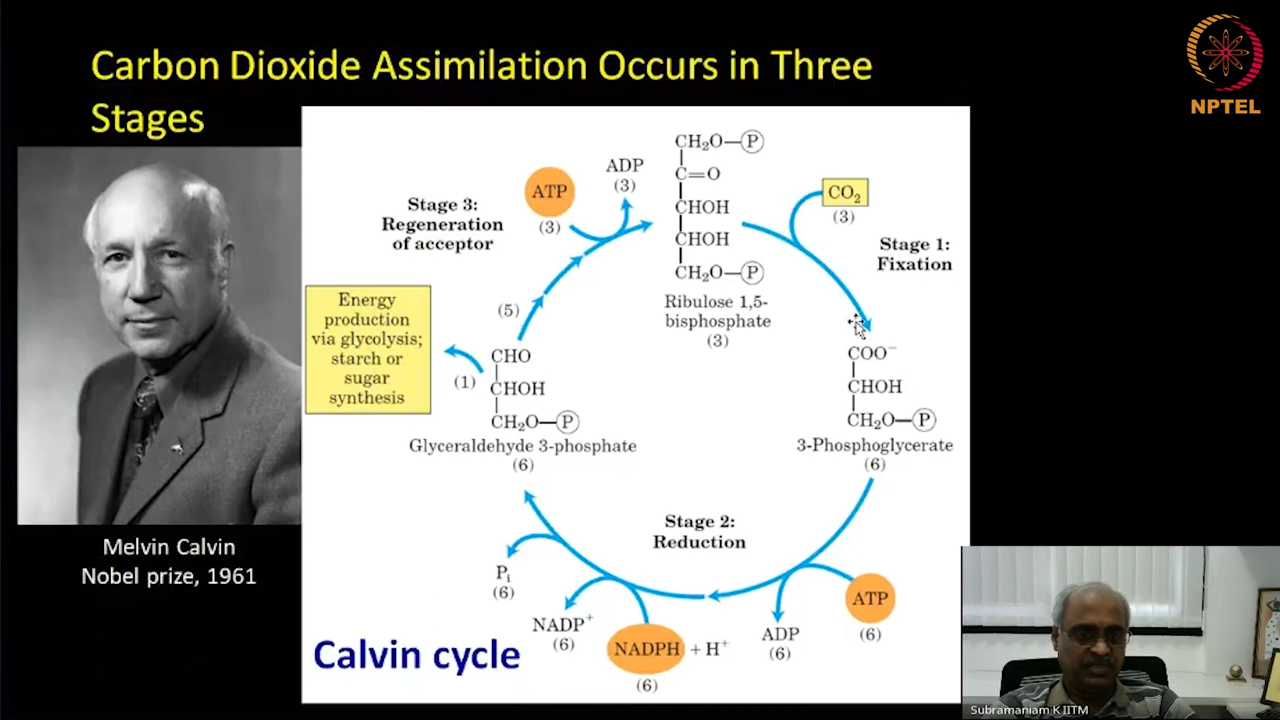 Carbon Dioxide Assimilation Occurs in Three
Stages
NPTEL
Melvin Calvin
Nobel prize, 1961
CH₂O—P
C=O
CHOH
CHOH
CH₂O—P
Ribulose 1,5-
bisphosphate
(3)
CO₂
(3)
Stage 1:
Fixation
COO⁻
CHOH
CH₂O—P
3-Phosphoglycerate
(6)
ATP
(6)
ADP
(6)
Stage 2:
Reduction
NADPH + H⁺
(6)
NADP⁺
(6)
Pi
(6)
CHO
CHOH
CH₂O—P
Glyceraldehyde 3-phosphate
(6)
(1)
Energy
production
via glycolysis;
starch or
sugar
synthesis
(5)
Stage 3:
Regeneration
of acceptor
ATP
(3)
ADP
(3)
Calvin cycle
Subramaniam K IITM